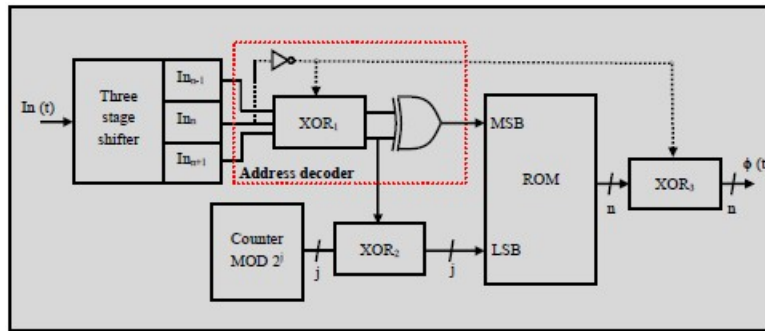 In (t)
Three
stage
shifter
Inn-1
Inn
Inn+1
XOR1
Address decoder
MSB
ROM
LSB
n
XOR3
ϕ (t
n
Counter
MOD 2j
j
XOR2
j